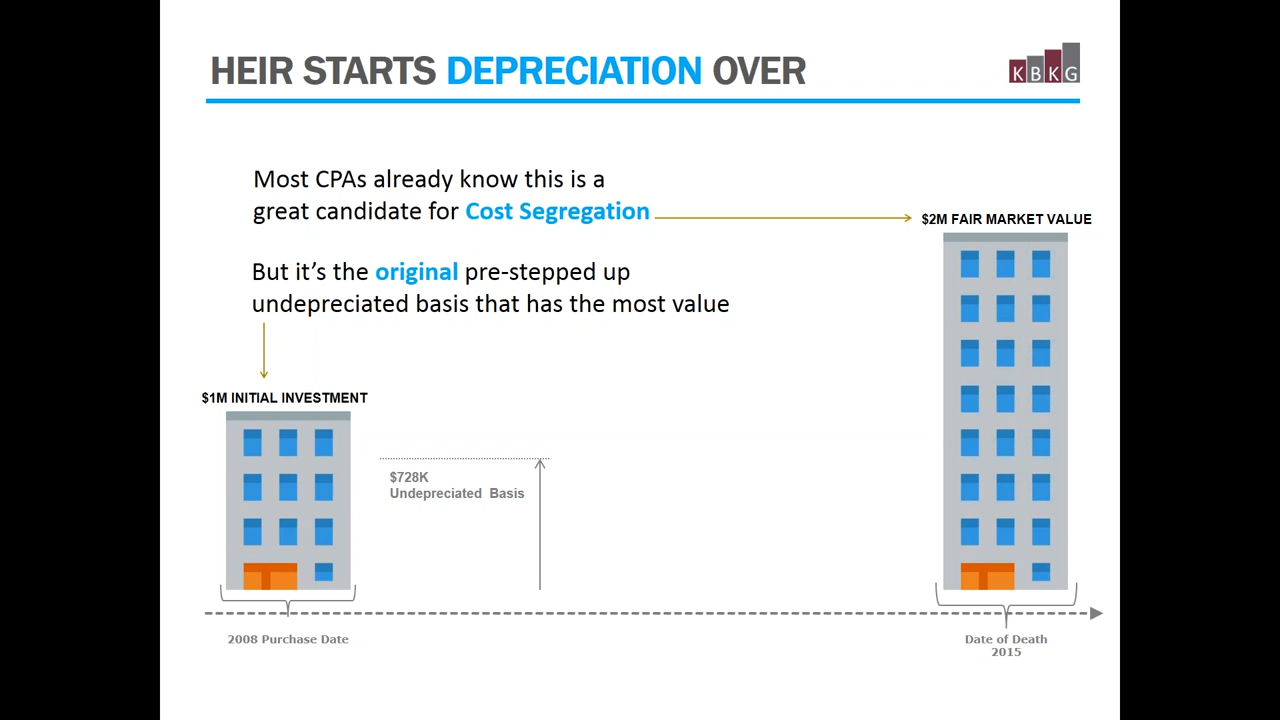 HEIR STARTS DEPRECIATION OVER
KBKG
Most CPAs already know this is a
great candidate for Cost Segregation
$2M FAIR MARKET VALUE
But it’s the original pre-stepped up
undepreciated basis that has the most value
$1M INITIAL INVESTMENT
$728K
Undepreciated Basis
2008 Purchase Date
Date of Death
2015